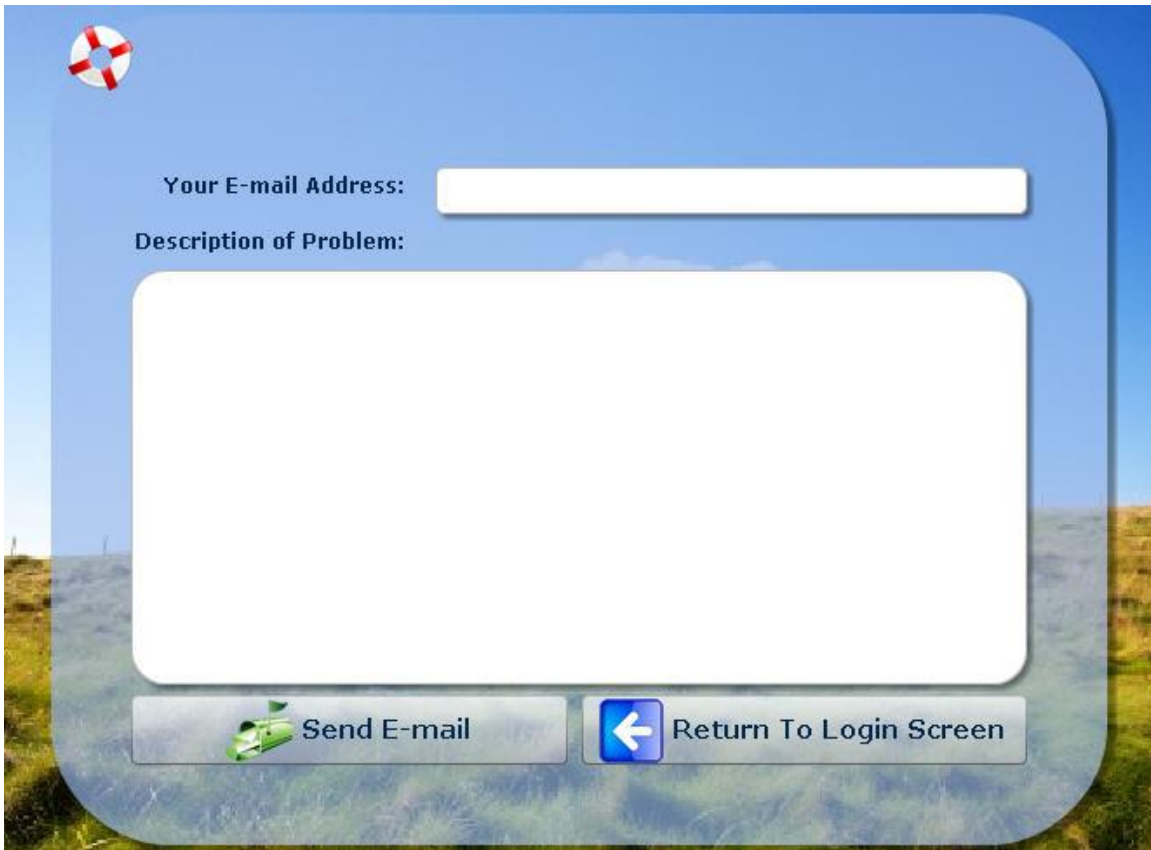 Your E-mail Address:
Description of Problem:
Send E-mail
Return To Login Screen